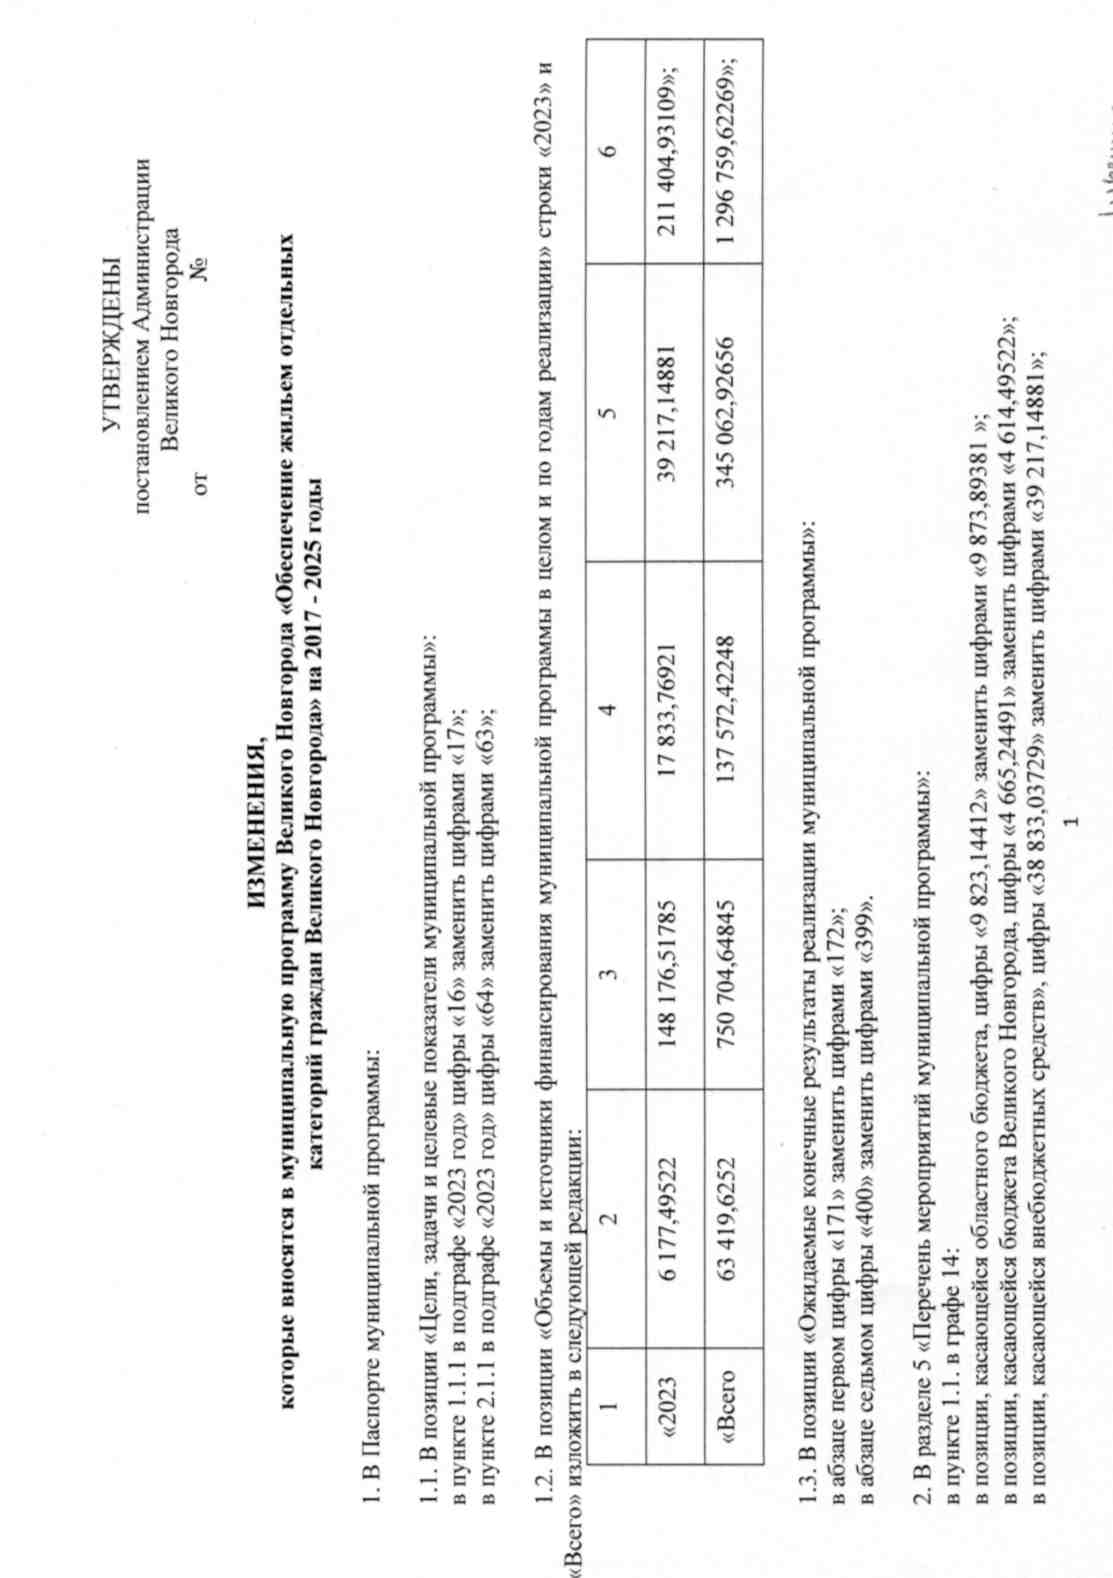 УТВЕРЖДЕНЫ
постановлением Администрации
Великого Новгорода
от №
ИЗМЕНЕНИЯ,
которые вносятся в муниципальную программу Великого Новгорода «Обеспечение жильем отдельных
категорий граждан Великого Новгорода» на 2017 - 2025 годы
1. В Паспорте муниципальной программы:
1.1. В позиции «Цели, задачи и целевые показатели муниципальной программы»:
в пункте 1.1.1 в подграфе «2023 год» цифры «16» заменить цифрами «17»;
в пункте 2.1.1 в подграфе «2023 год» цифры «64» заменить цифрами «63»;
1.2. В позиции «Объемы и источники финансирования муниципальной программы в целом и по годам реализации» строки «2023» и
«Всего» изложить в следующей редакции:
1 2 3 4 5 6
«2023 6 177,49522 148 176,51785 17 833,76921 39 217,14881 211 404,93109»;
«Всего 63 419,6252 750 704,64845 137 572,42248 345 062,92656 1 296 759,62269»;
1.3. В позиции «Ожидаемые конечные результаты реализации муниципальной программы»:
в абзаце первом цифры «171» заменить цифрами «172»;
в абзаце седьмом цифры «400» заменить цифрами «399».
2. В разделе 5 «Перечень мероприятий муниципальной программы»:
в пункте 1.1. в графе 14:
в позиции, касающейся областного бюджета, цифры «9 823,14412» заменить цифрами «9 873,89381 »;
в позиции, касающейся бюджета Великого Новгорода, цифры «4 665,24491» заменить цифрами «4 614,49522»;
в позиции, касающейся внебюджетных средств», цифры «38 833,03729» заменить цифрами «39 217,14881»;
1